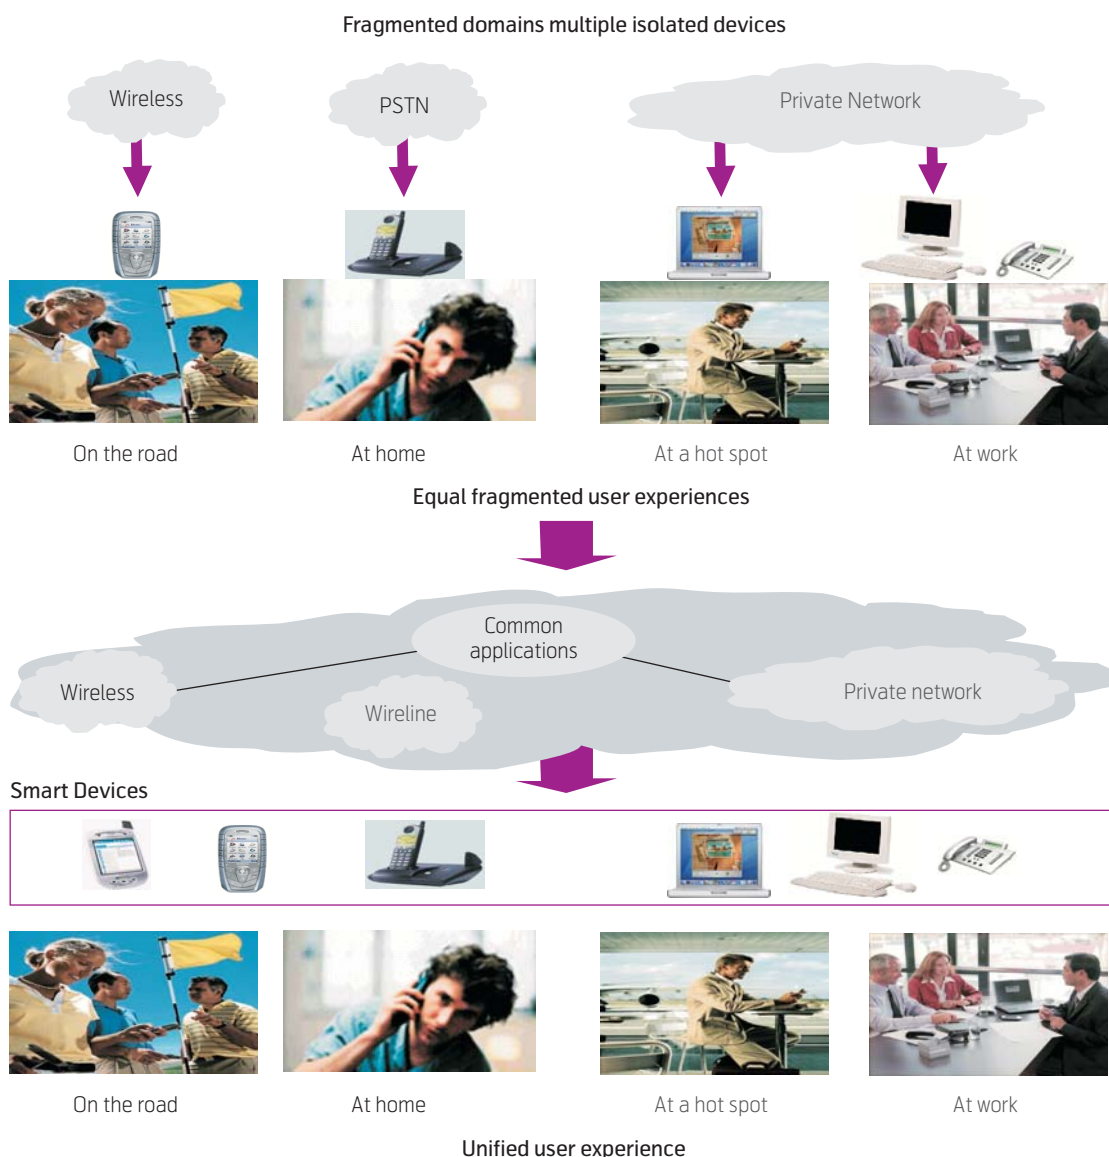 Fragmented domains multiple isolated devices
Wireless
PSTN
Private Network
On the road
At home
At a hot spot
At work
Equal fragmented user experiences
Common
applications
Wireless
Wireline
Private network
Smart Devices
On the road
At home
At a hot spot
At work
Unified user experience